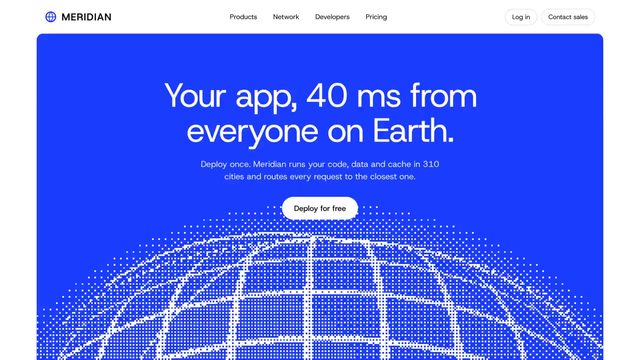 MERIDIAN
Products
Network
Developers
Pricing
Log in
Contact sales
Your app, 40 ms from
everyone on Earth.
Deploy once. Meridian runs your code, data and cache in 310
cities and routes every request to the closest one.
Deploy for free